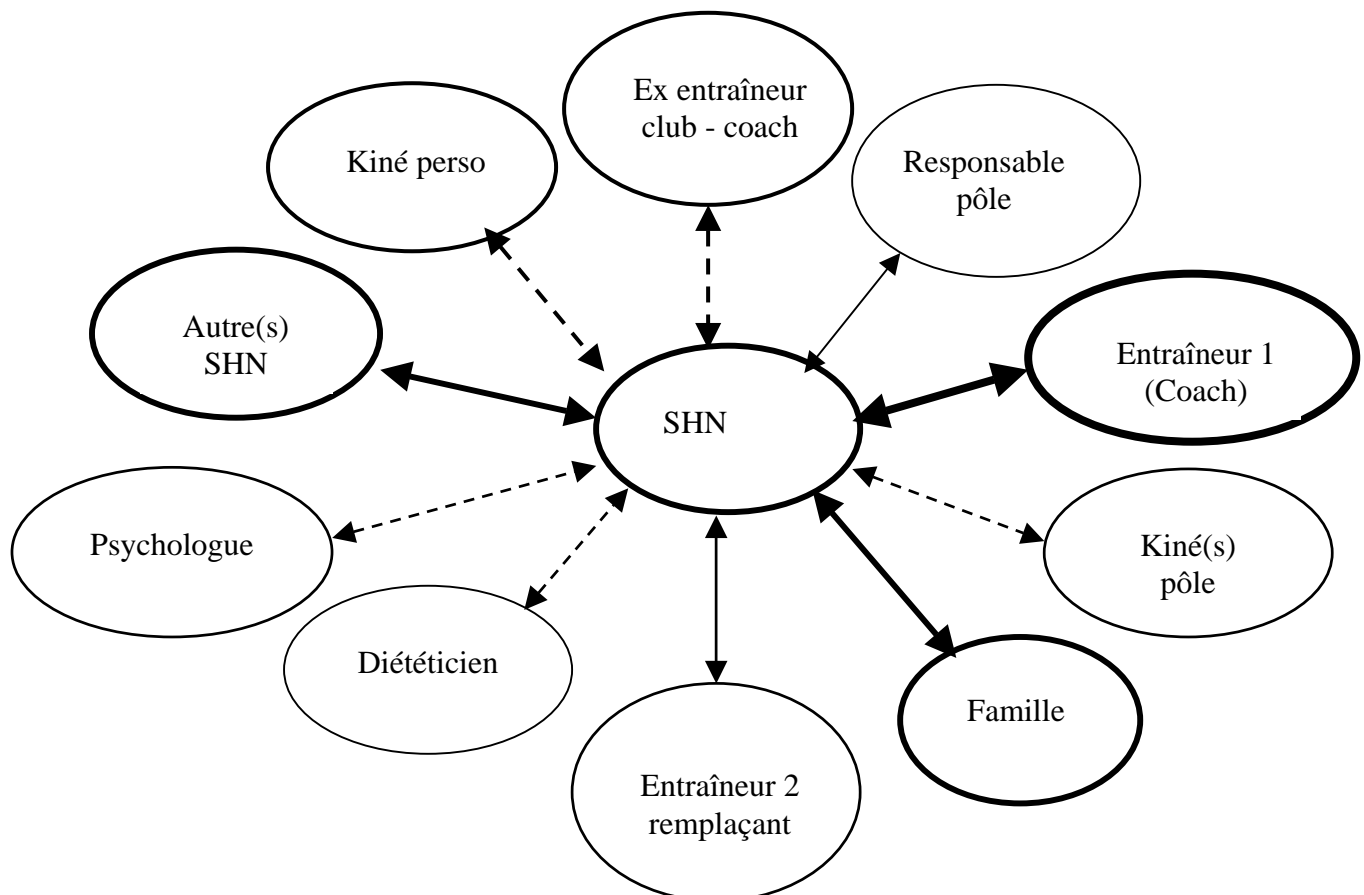 Ex entraîneur
club - coach
Kiné perso
Responsable
pôle
Autre(s)
SHN
Entraîneur 1
(Coach)
SHN
Psychologue
Kiné(s)
pôle
Diététicien
Famille
Entraîneur 2
remplaçant